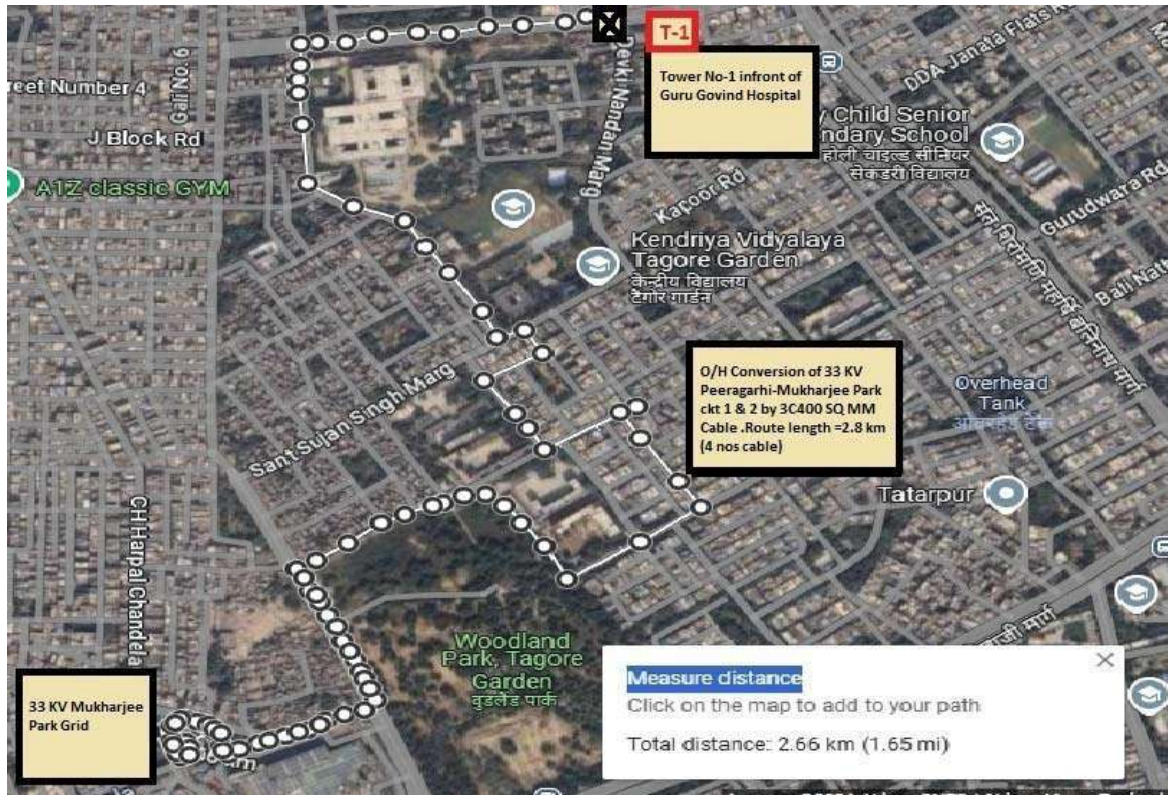 T-1
Tower No-1 infront of
Guru Govind Hospital
DDA Janata Flats
Devki Nandan Marg
Gali No. 9
reet Number 4
J Block Rd
A1Z classic GYM
y Child Senior
ndary School
होली चाइल्ड सीनियर
सेकंडरी विद्यालय
Kapoor Rd
Gurudwara Rd
Kendriya Vidyalaya
Tagore Garden
केन्द्रीय विद्यालय
टैगोर गार्डन
Bali Nath
O/H Conversion of 33 KV
Peeragarhi-Mukharjee Park
ckt 1 & 2 by 3C400 SQ MM
Cable .Route length =2.8 km
(4 nos cable)
Overhead
Tank
ओवरहेड टैंक
Sant Sujan Singh Marg
Tatarpur
CH Harpal Chandela
Woodland
Park, Tagore
Garden
वुडलैंड पार्क
33 KV Mukharjee
Park Grid
Measure distance
Click on the map to add to your path
Total distance: 2.66 km (1.65 mi)